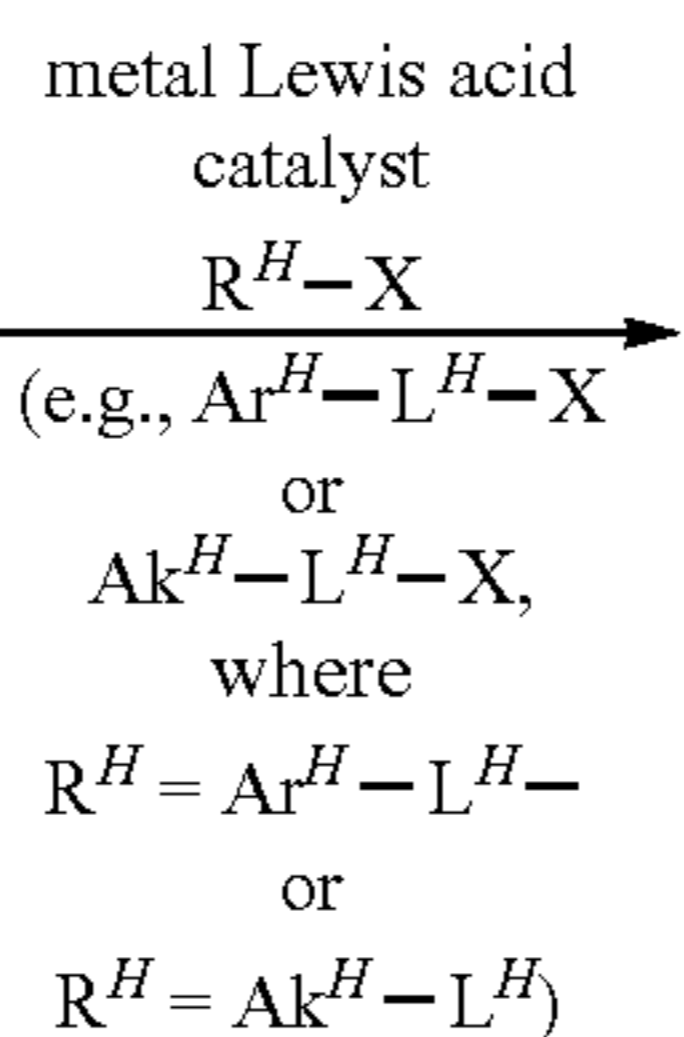 metal Lewis acid
catalyst
R^H—X
(e.g., Ar^H—L^H—X
or
Ak^H—L^H—X,
where
R^H = Ar^H—L^H—
or
R^H = Ak^H—L^H)